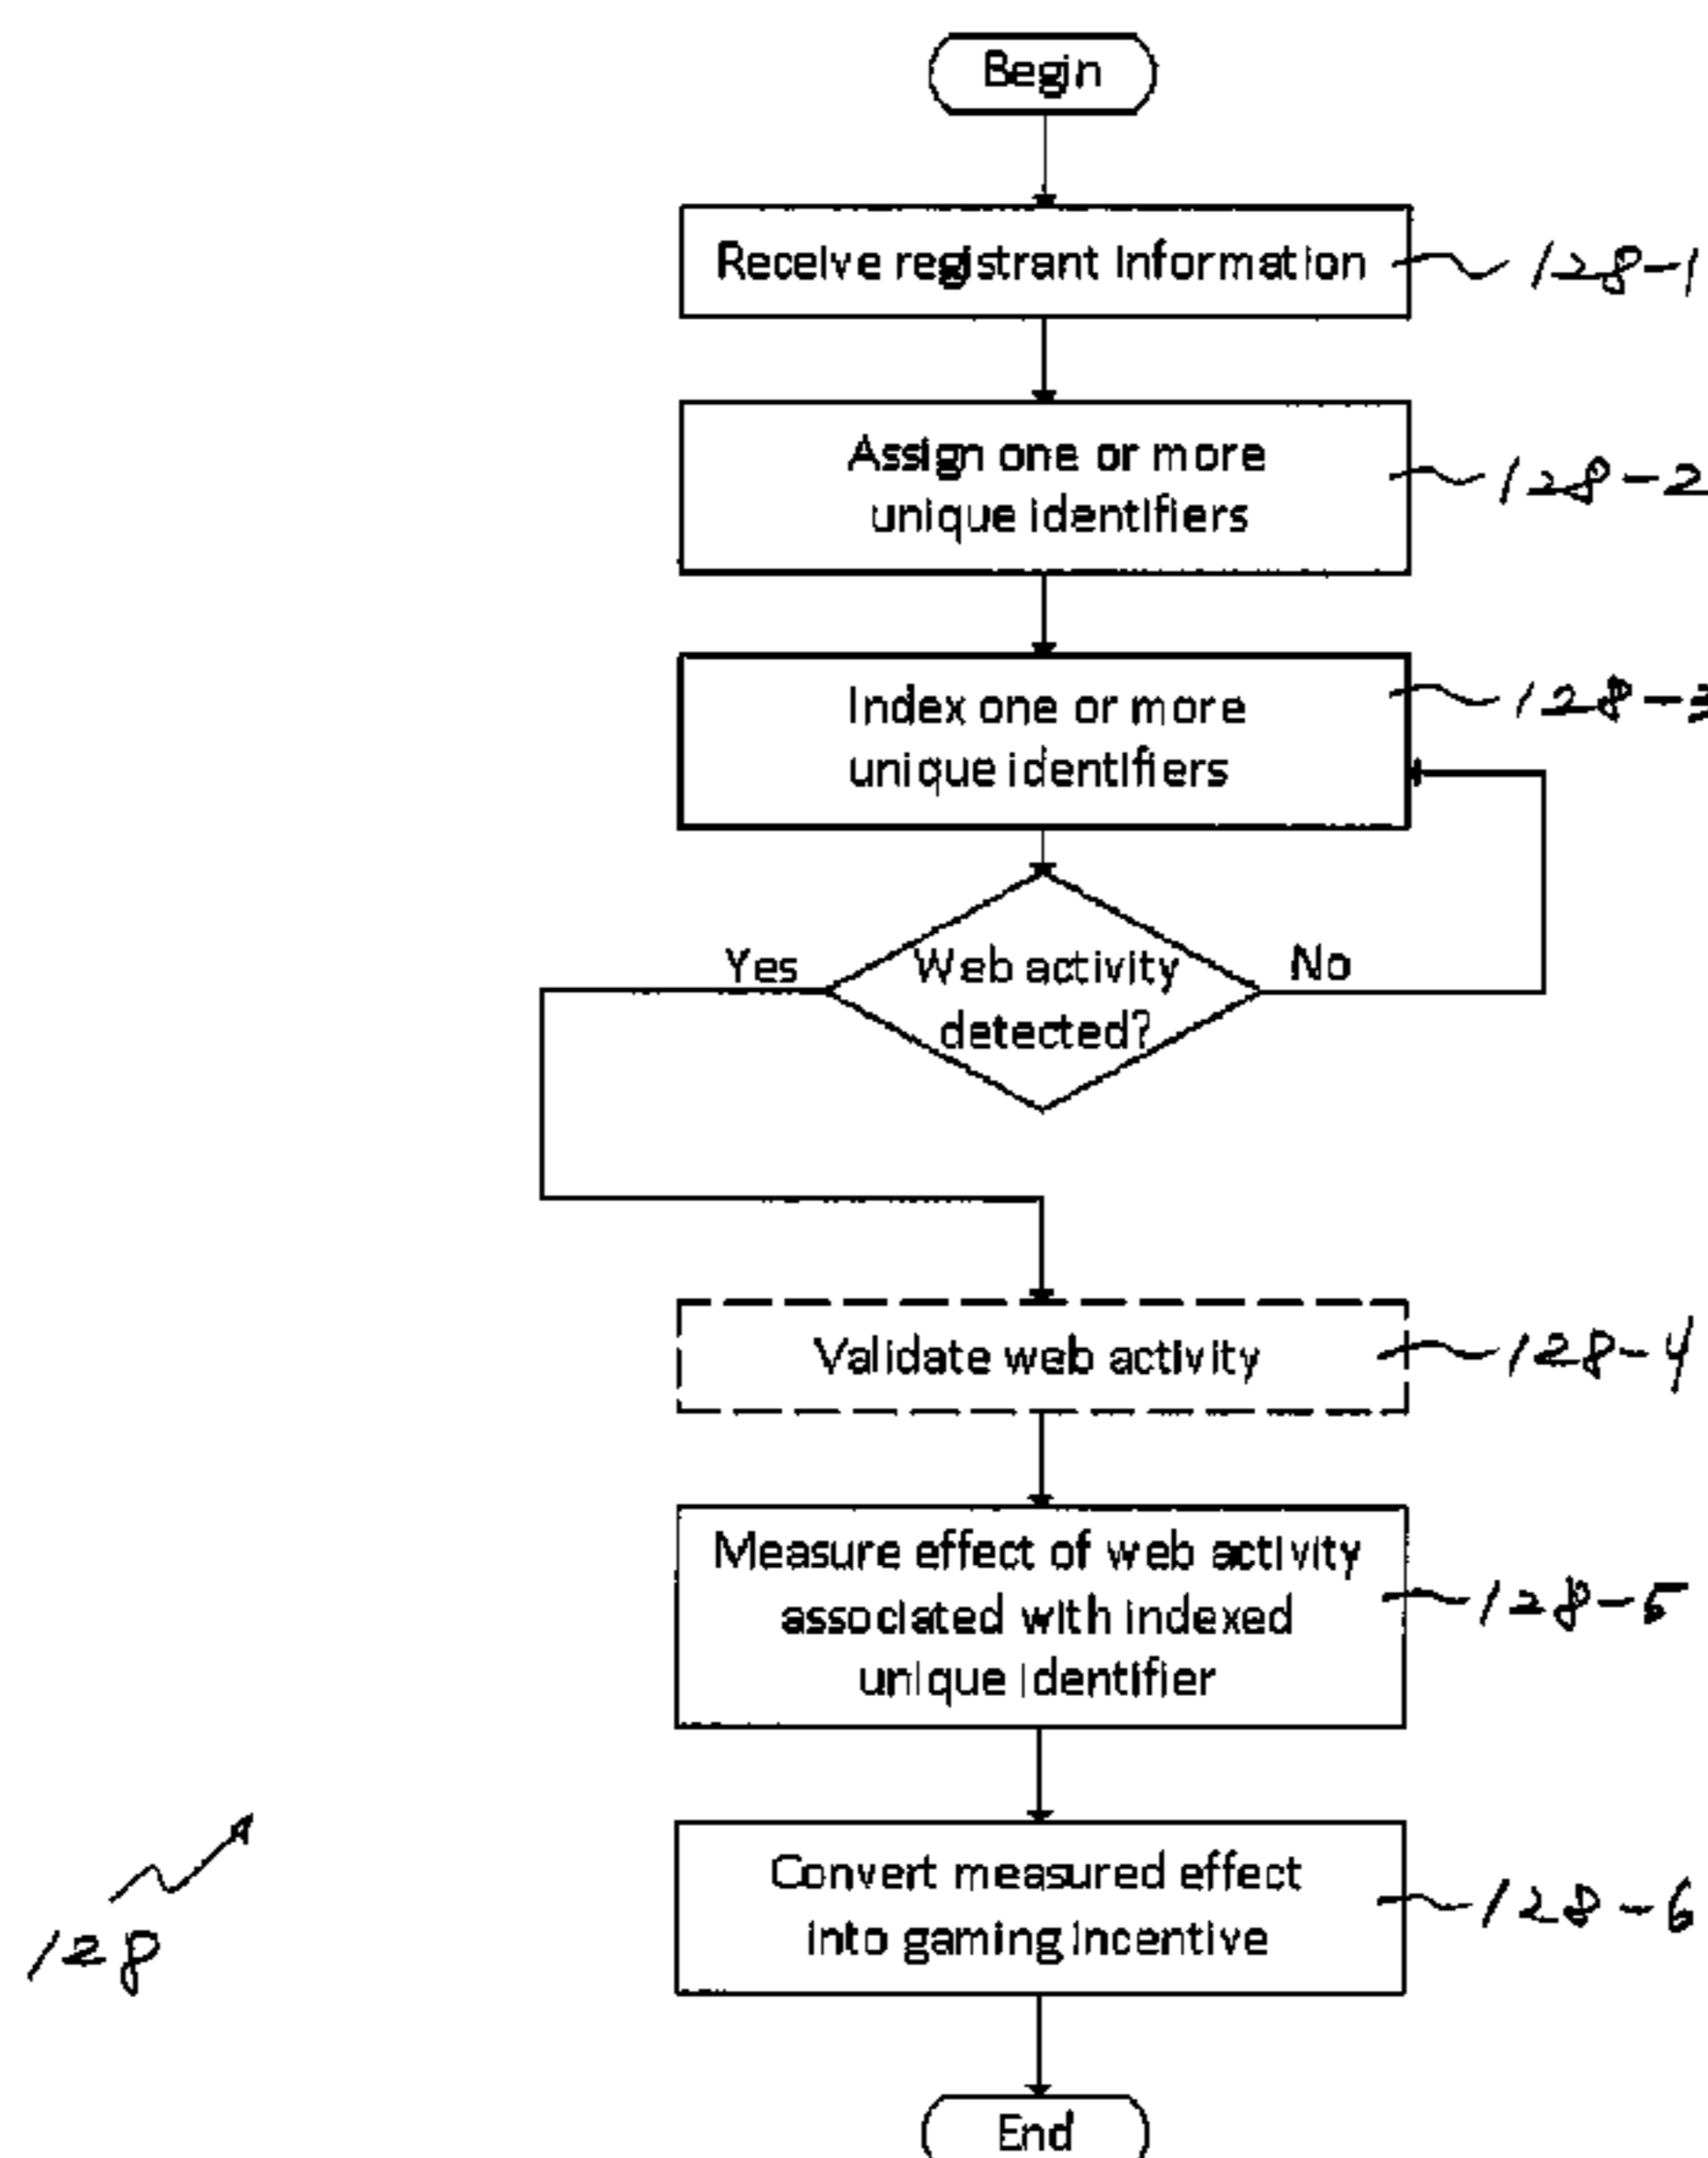 Begin
Receive registrant information
128-1
Assign one or more
unique identifiers
128-2
Index one or more
unique identifiers
128-3
Yes
Web activity
detected?
No
Validate web activity
128-4
Measure effect of web activity
associated with indexed
unique identifier
128-5
Convert measured effect
into gaming incentive
128-6
128
End